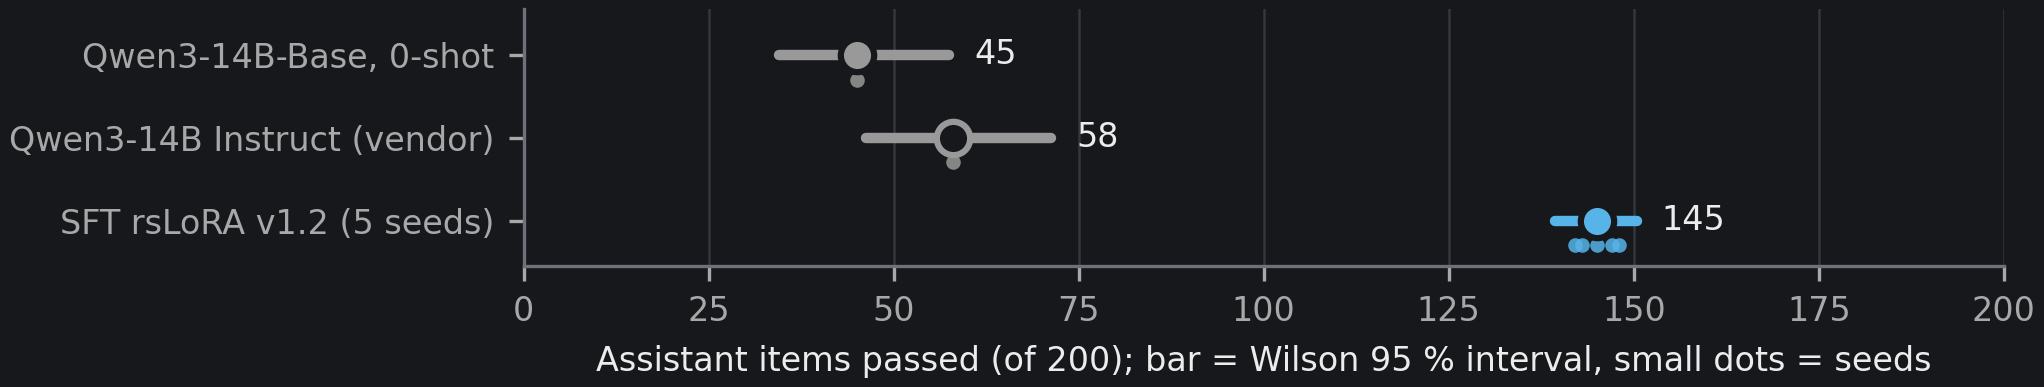 Qwen3-14B-Base, 0-shot 45
Qwen3-14B Instruct (vendor) 58
SFT rsLoRA v1.2 (5 seeds) 145
0 25 50 75 100 125 150 175 200
Assistant items passed (of 200); bar = Wilson 95 % interval, small dots = seeds